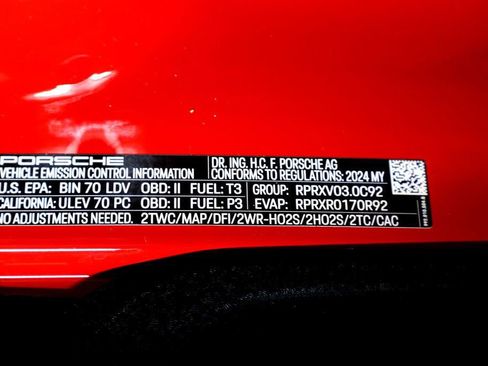 PORSCHE
VEHICLE EMISSION CONTROL INFORMATION
DR. ING. H.C. F. PORSCHE AG
CONFORMS TO REGULATIONS: 2024 MY
U.S. EPA: BIN 70 LDV OBD: II FUEL: T3 GROUP: RPRXV03.0C92
CALIFORNIA: ULEV 70 PC OBD: II FUEL: P3 EVAP: RPRXR0170R92
NO ADJUSTMENTS NEEDED. 2TWC/MAP/DFI/2WR-HO2S/2HO2S/2TC/CAC